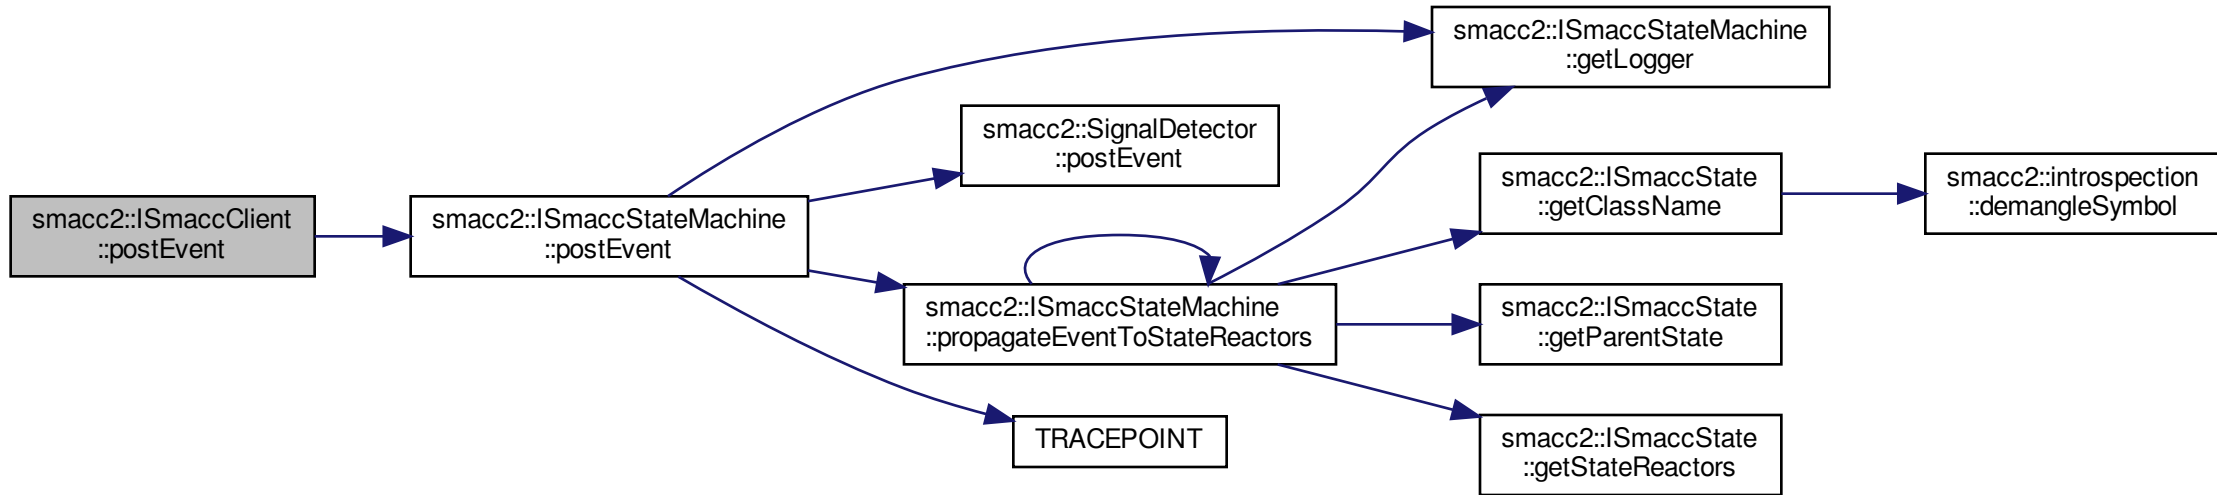 smacc2::ISmaccClient
::postEvent
smacc2::ISmaccStateMachine
::postEvent
smacc2::ISmaccStateMachine
::getLogger
smacc2::SignalDetector
::postEvent
smacc2::ISmaccStateMachine
::propagateEventToStateReactors
TRACEPOINT
smacc2::ISmaccState
::getClassName
smacc2::ISmaccState
::getParentState
smacc2::ISmaccState
::getStateReactors
smacc2::introspection
::demangleSymbol